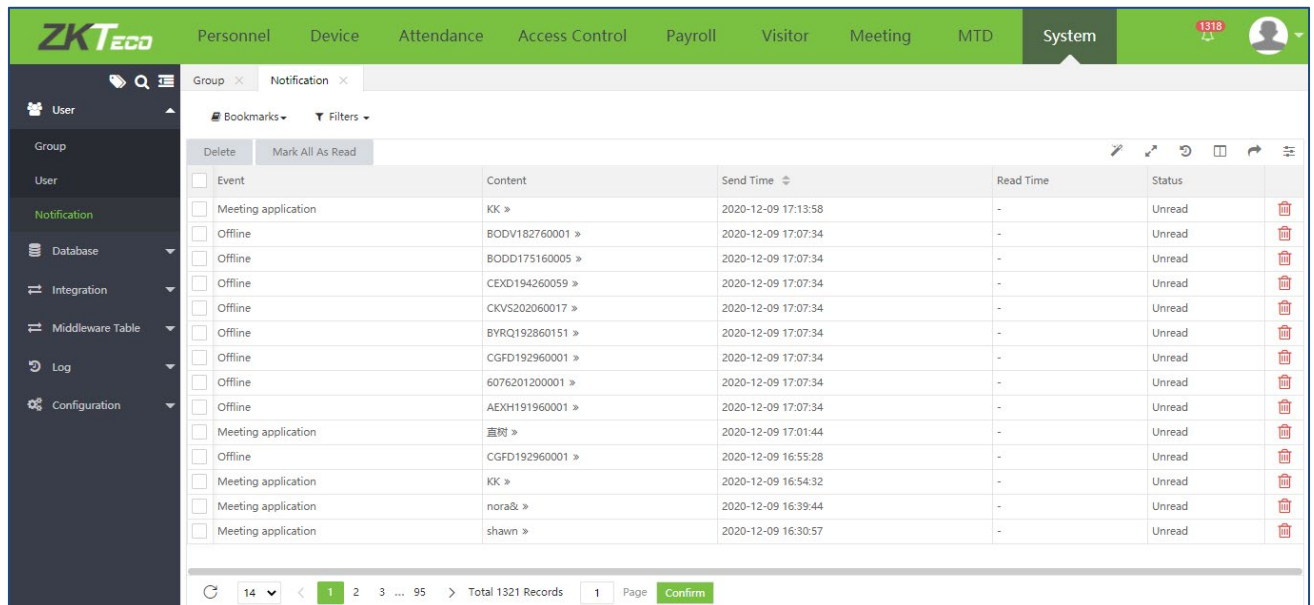 ZKTeco Personnel Device Attendance Access Control Payroll Visitor Meeting MTD System 1318
Group × Notification ×
User
Bookmarks Filters
Group
Delete Mark All As Read
User
Event Content Send Time Read Time Status
Notification
Meeting application KK » 2020-12-09 17:13:58 - Unread
Offline BODV182760001 » 2020-12-09 17:07:34 - Unread
Database
Offline BODD175160005 » 2020-12-09 17:07:34 - Unread
Offline CEXD194260059 » 2020-12-09 17:07:34 - Unread
Integration
Offline CKVS202060017 » 2020-12-09 17:07:34 - Unread
Middleware Table
Offline BYRQ192860151 » 2020-12-09 17:07:34 - Unread
Offline CGFD192960001 » 2020-12-09 17:07:34 - Unread
Log
Offline 6076201200001 » 2020-12-09 17:07:34 - Unread
Configuration
Offline AEXH191960001 » 2020-12-09 17:07:34 - Unread
Meeting application 直树 » 2020-12-09 17:01:44 - Unread
Offline CGFD192960001 » 2020-12-09 16:55:28 - Unread
Meeting application KK » 2020-12-09 16:54:32 - Unread
Meeting application nora& » 2020-12-09 16:39:44 - Unread
Meeting application shawn » 2020-12-09 16:30:57 - Unread
14 < 1 2 3 ... 95 > Total 1321 Records 1 Page Confirm